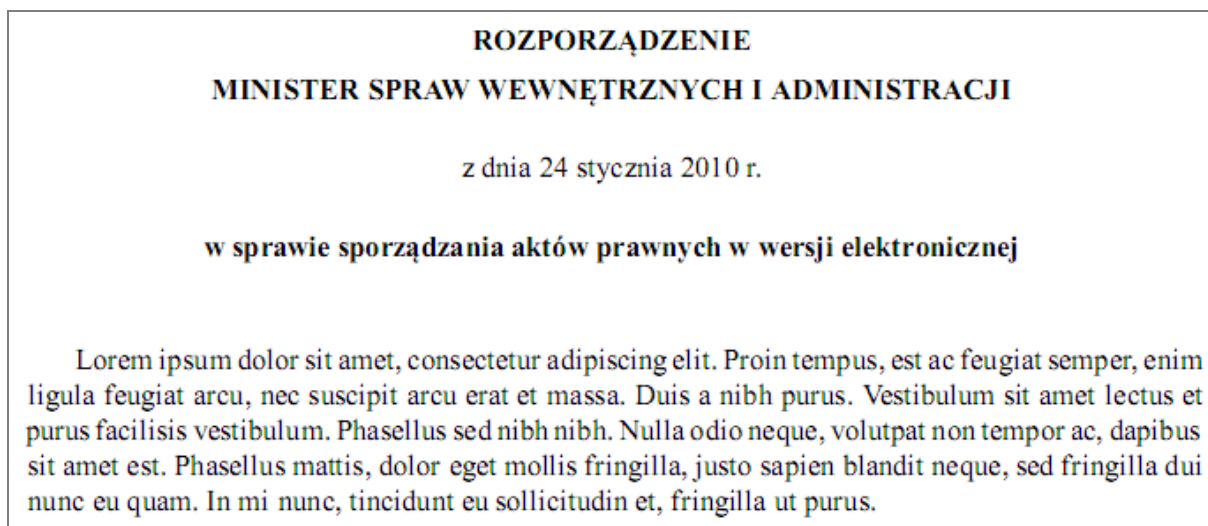 ROZPORZĄDZENIE
MINISTER SPRAW WEWNĘTRZNYCH I ADMINISTRACJI
z dnia 24 stycznia 2010 r.
w sprawie sporządzania aktów prawnych w wersji elektronicznej
Lorem ipsum dolor sit amet, consectetur adipiscing elit. Proin tempus, est ac feugiat semper, enim
ligula feugiat arcu, nec suscipit arcu erat et massa. Duis a nibh purus. Vestibulum sit amet lectus et
purus facilisis vestibulum. Phasellus sed nibh nibh. Nulla odio neque, volutpat non tempor ac, dapibus
sit amet est. Phasellus mattis, dolor eget mollis fringilla, justo sapien blandit neque, sed fringilla dui
nunc eu quam. In mi nunc, tincidunt eu sollicitudin et, fringilla ut purus.